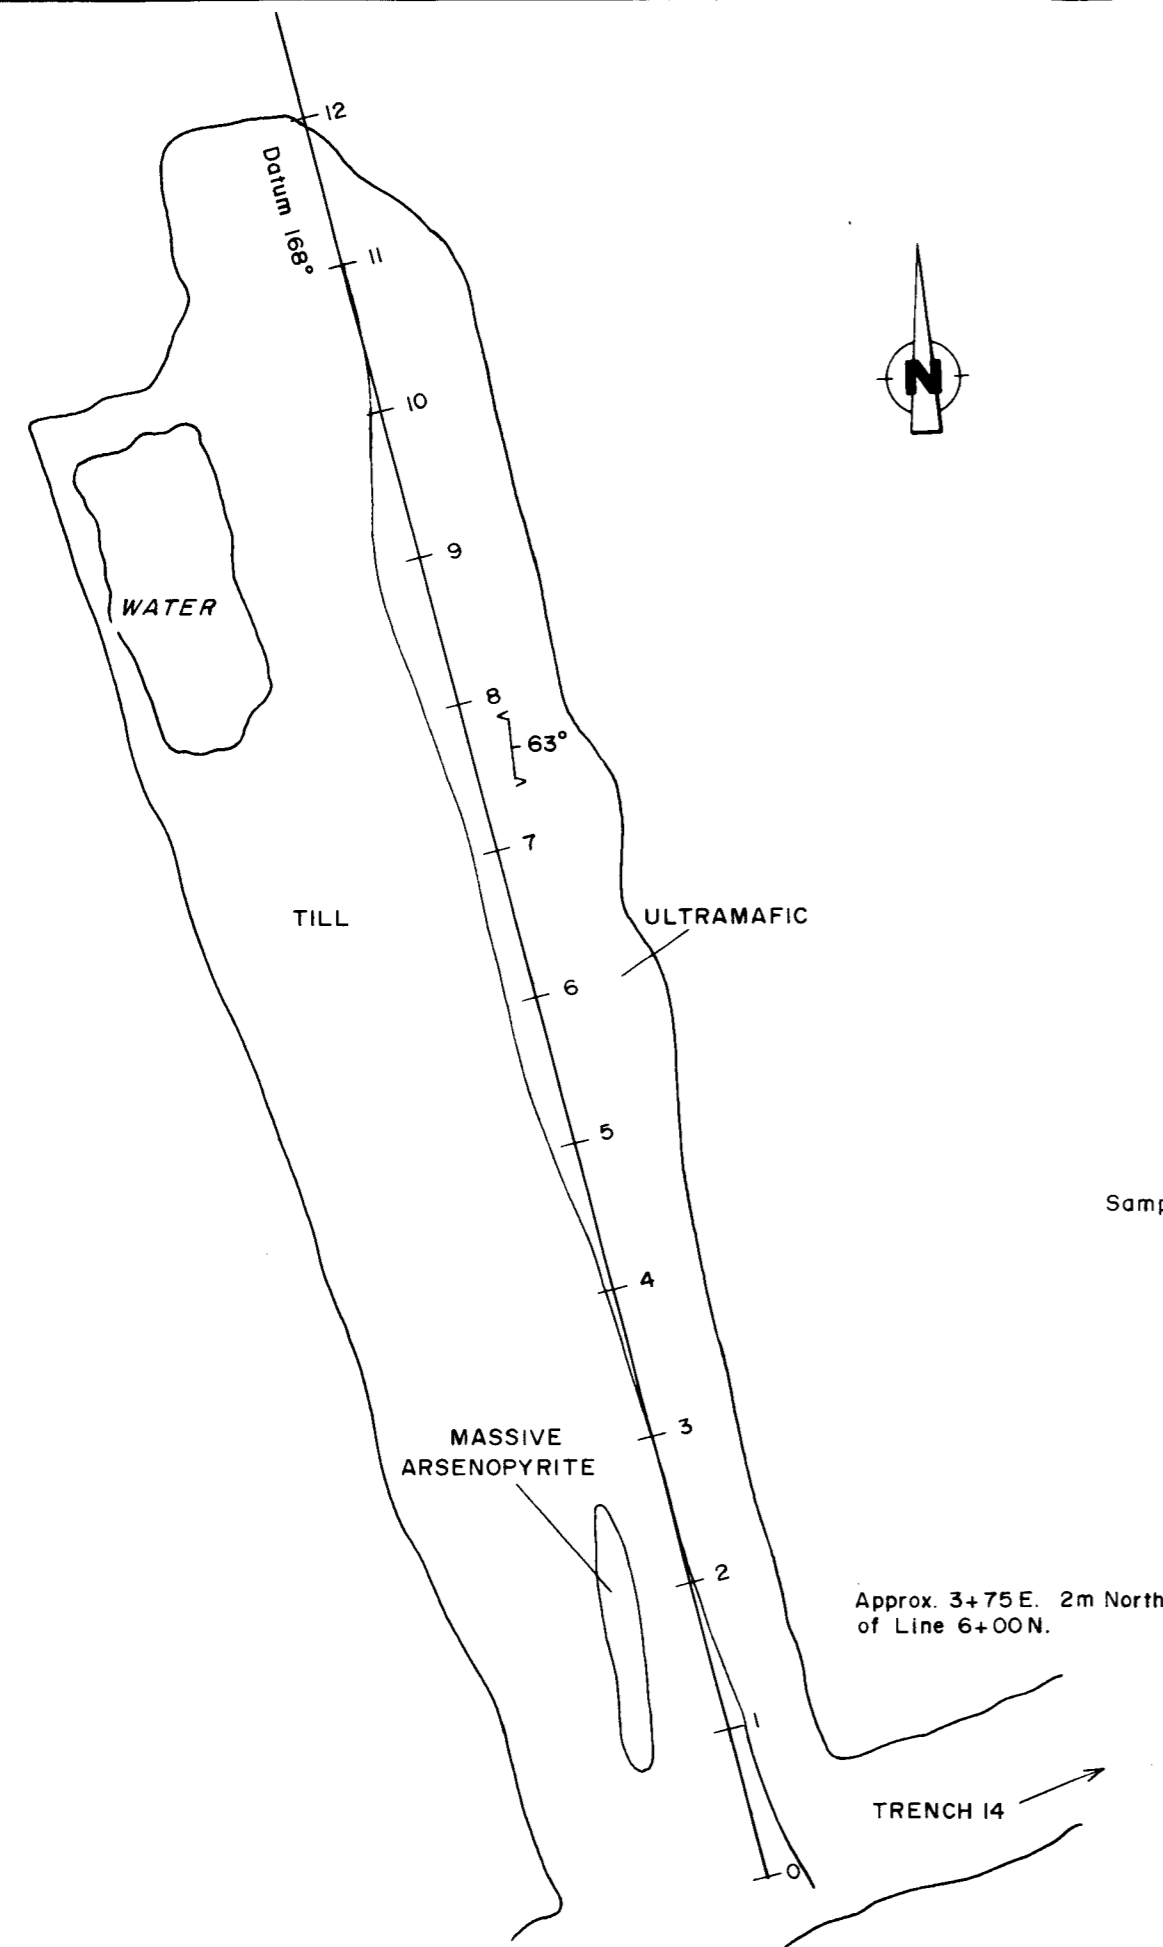 12
Datum 168°
11
N
10
9
WATER
8
63°
7
TILL
ULTRAMAFIC
6
5
Samp
4
3
MASSIVE
ARSENOPYRITE
2
Approx. 3+75 E. 2m North
of Line 6+00 N.
1
TRENCH 14
0